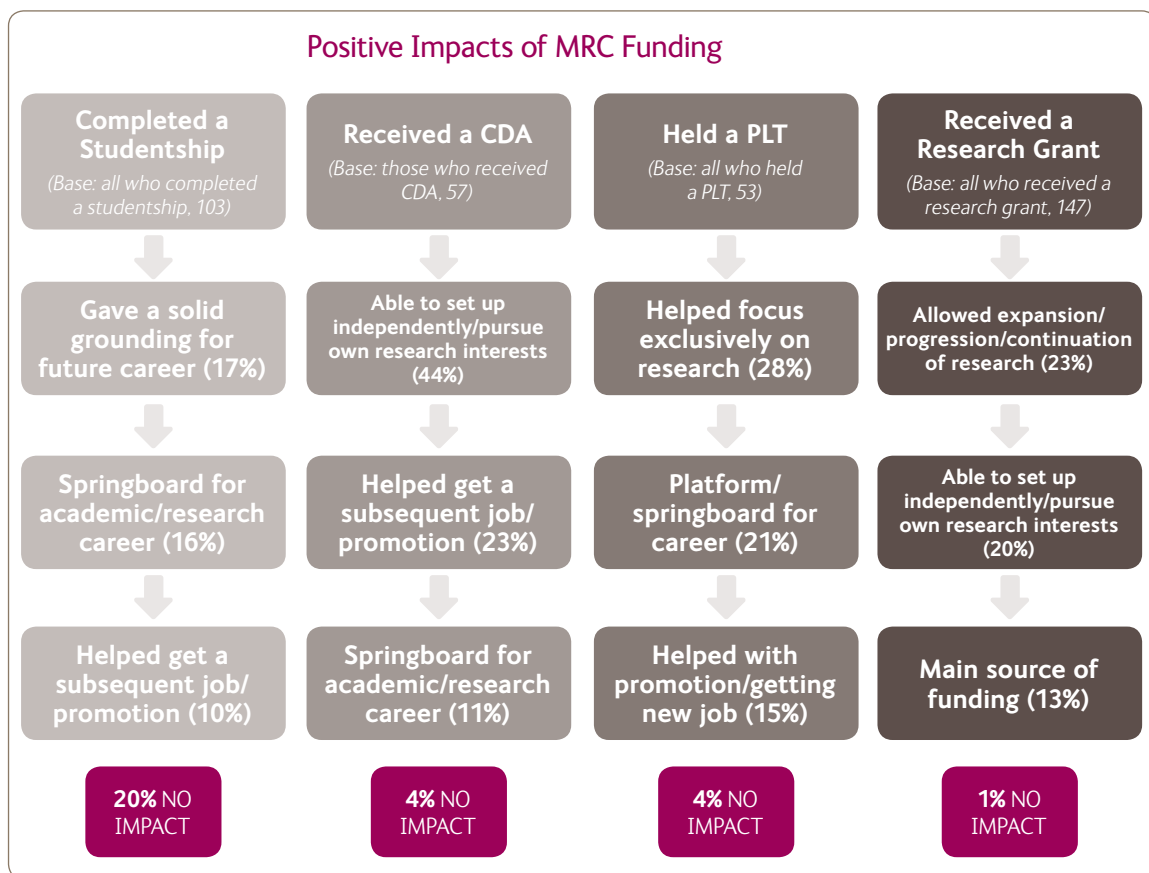 Positive Impacts of MRC Funding
Completed a
Studentship
(Base: all who completed
a studentship, 103)
Gave a solid
grounding for
future career (17%)
Springboard for
academic/research
career (16%)
Helped get a
subsequent job/
promotion (10%)
20% NO
IMPACT
Received a CDA
(Base: those who received
CDA, 57)
Able to set up
independently/pursue
own research interests
(44%)
Helped get a
subsequent job/
promotion (23%)
Springboard for
academic/research
career (11%)
4% NO
IMPACT
Held a PLT
(Base: all who held
a PLT, 53)
Helped focus
exclusively on
research (28%)
Platform/
springboard for
career (21%)
Helped with
promotion/getting
new job (15%)
4% NO
IMPACT
Received a
Research Grant
(Base: all who received a
research grant, 147)
Allowed expansion/
progression/continuation
of research (23%)
Able to set up
independently/pursue
own research interests
(20%)
Main source of
funding (13%)
1% NO
IMPACT